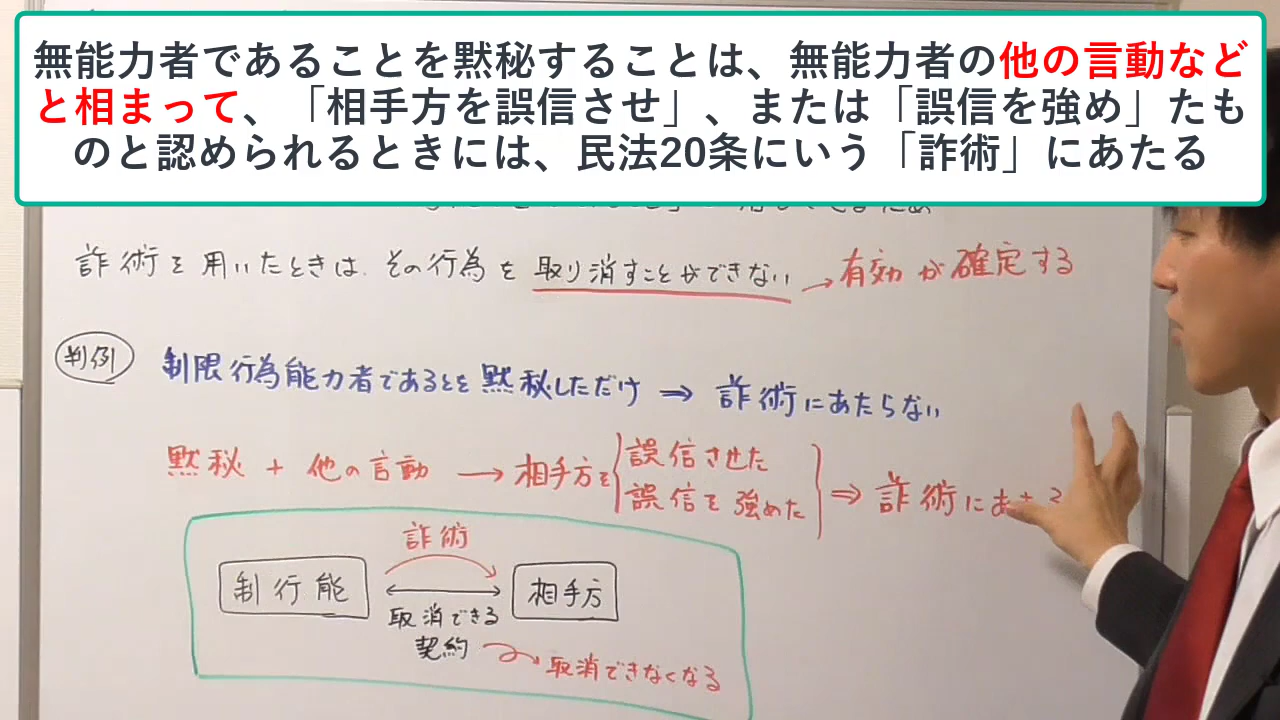 無能力者であることを黙秘することは、無能力者の他の言動など
と相まって、「相手方を誤信させ」、または「誤信を強め」たも
のと認められるときには、民法20条にいう「詐術」にあたる
詐術を用いたときは、その行為を取り消すことができない → 有効が確定する
判例 制限行為能力者であるとを黙秘しただけ ⇒ 詐術にあたらない
黙秘 + 他の言動 → 相手方を 誤信させた
誤信を強めた ⇒ 詐術にあ
詐術
制行能 相手方
取消できる
契約 取消できなくなる